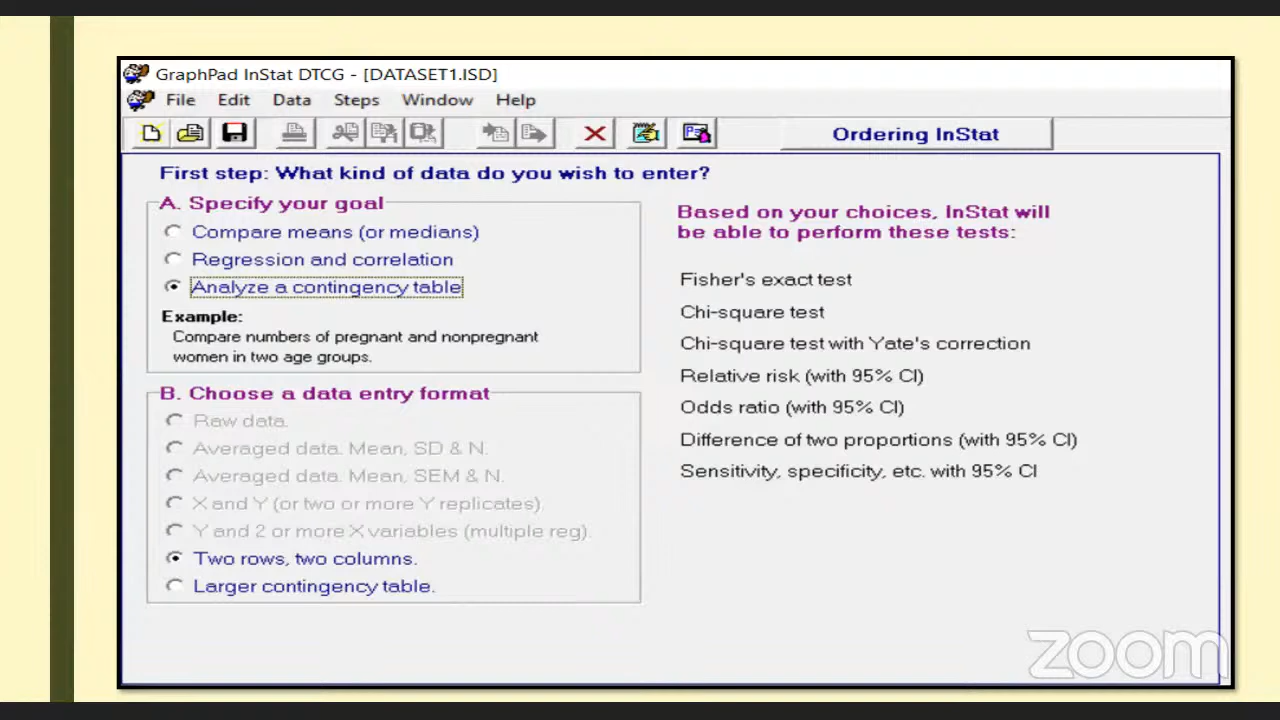 GraphPad InStat DTCG - [DATASET1.ISD]
File Edit Data Steps Window Help
Ordering InStat
First step: What kind of data do you wish to enter?
A. Specify your goal
Compare means (or medians)
Regression and correlation
Analyze a contingency table
Example:
Compare numbers of pregnant and nonpregnant
women in two age groups.
B. Choose a data entry format
Raw data.
Averaged data. Mean, SD & N.
Averaged data. Mean, SEM & N.
X and Y (or two or more Y replicates).
Y and 2 or more X variables (multiple reg).
Two rows, two columns.
Larger contingency table.
Based on your choices, InStat will
be able to perform these tests:
Fisher's exact test
Chi-square test
Chi-square test with Yate's correction
Relative risk (with 95% CI)
Odds ratio (with 95% CI)
Difference of two proportions (with 95% CI)
Sensitivity, specificity, etc. with 95% CI
zoom